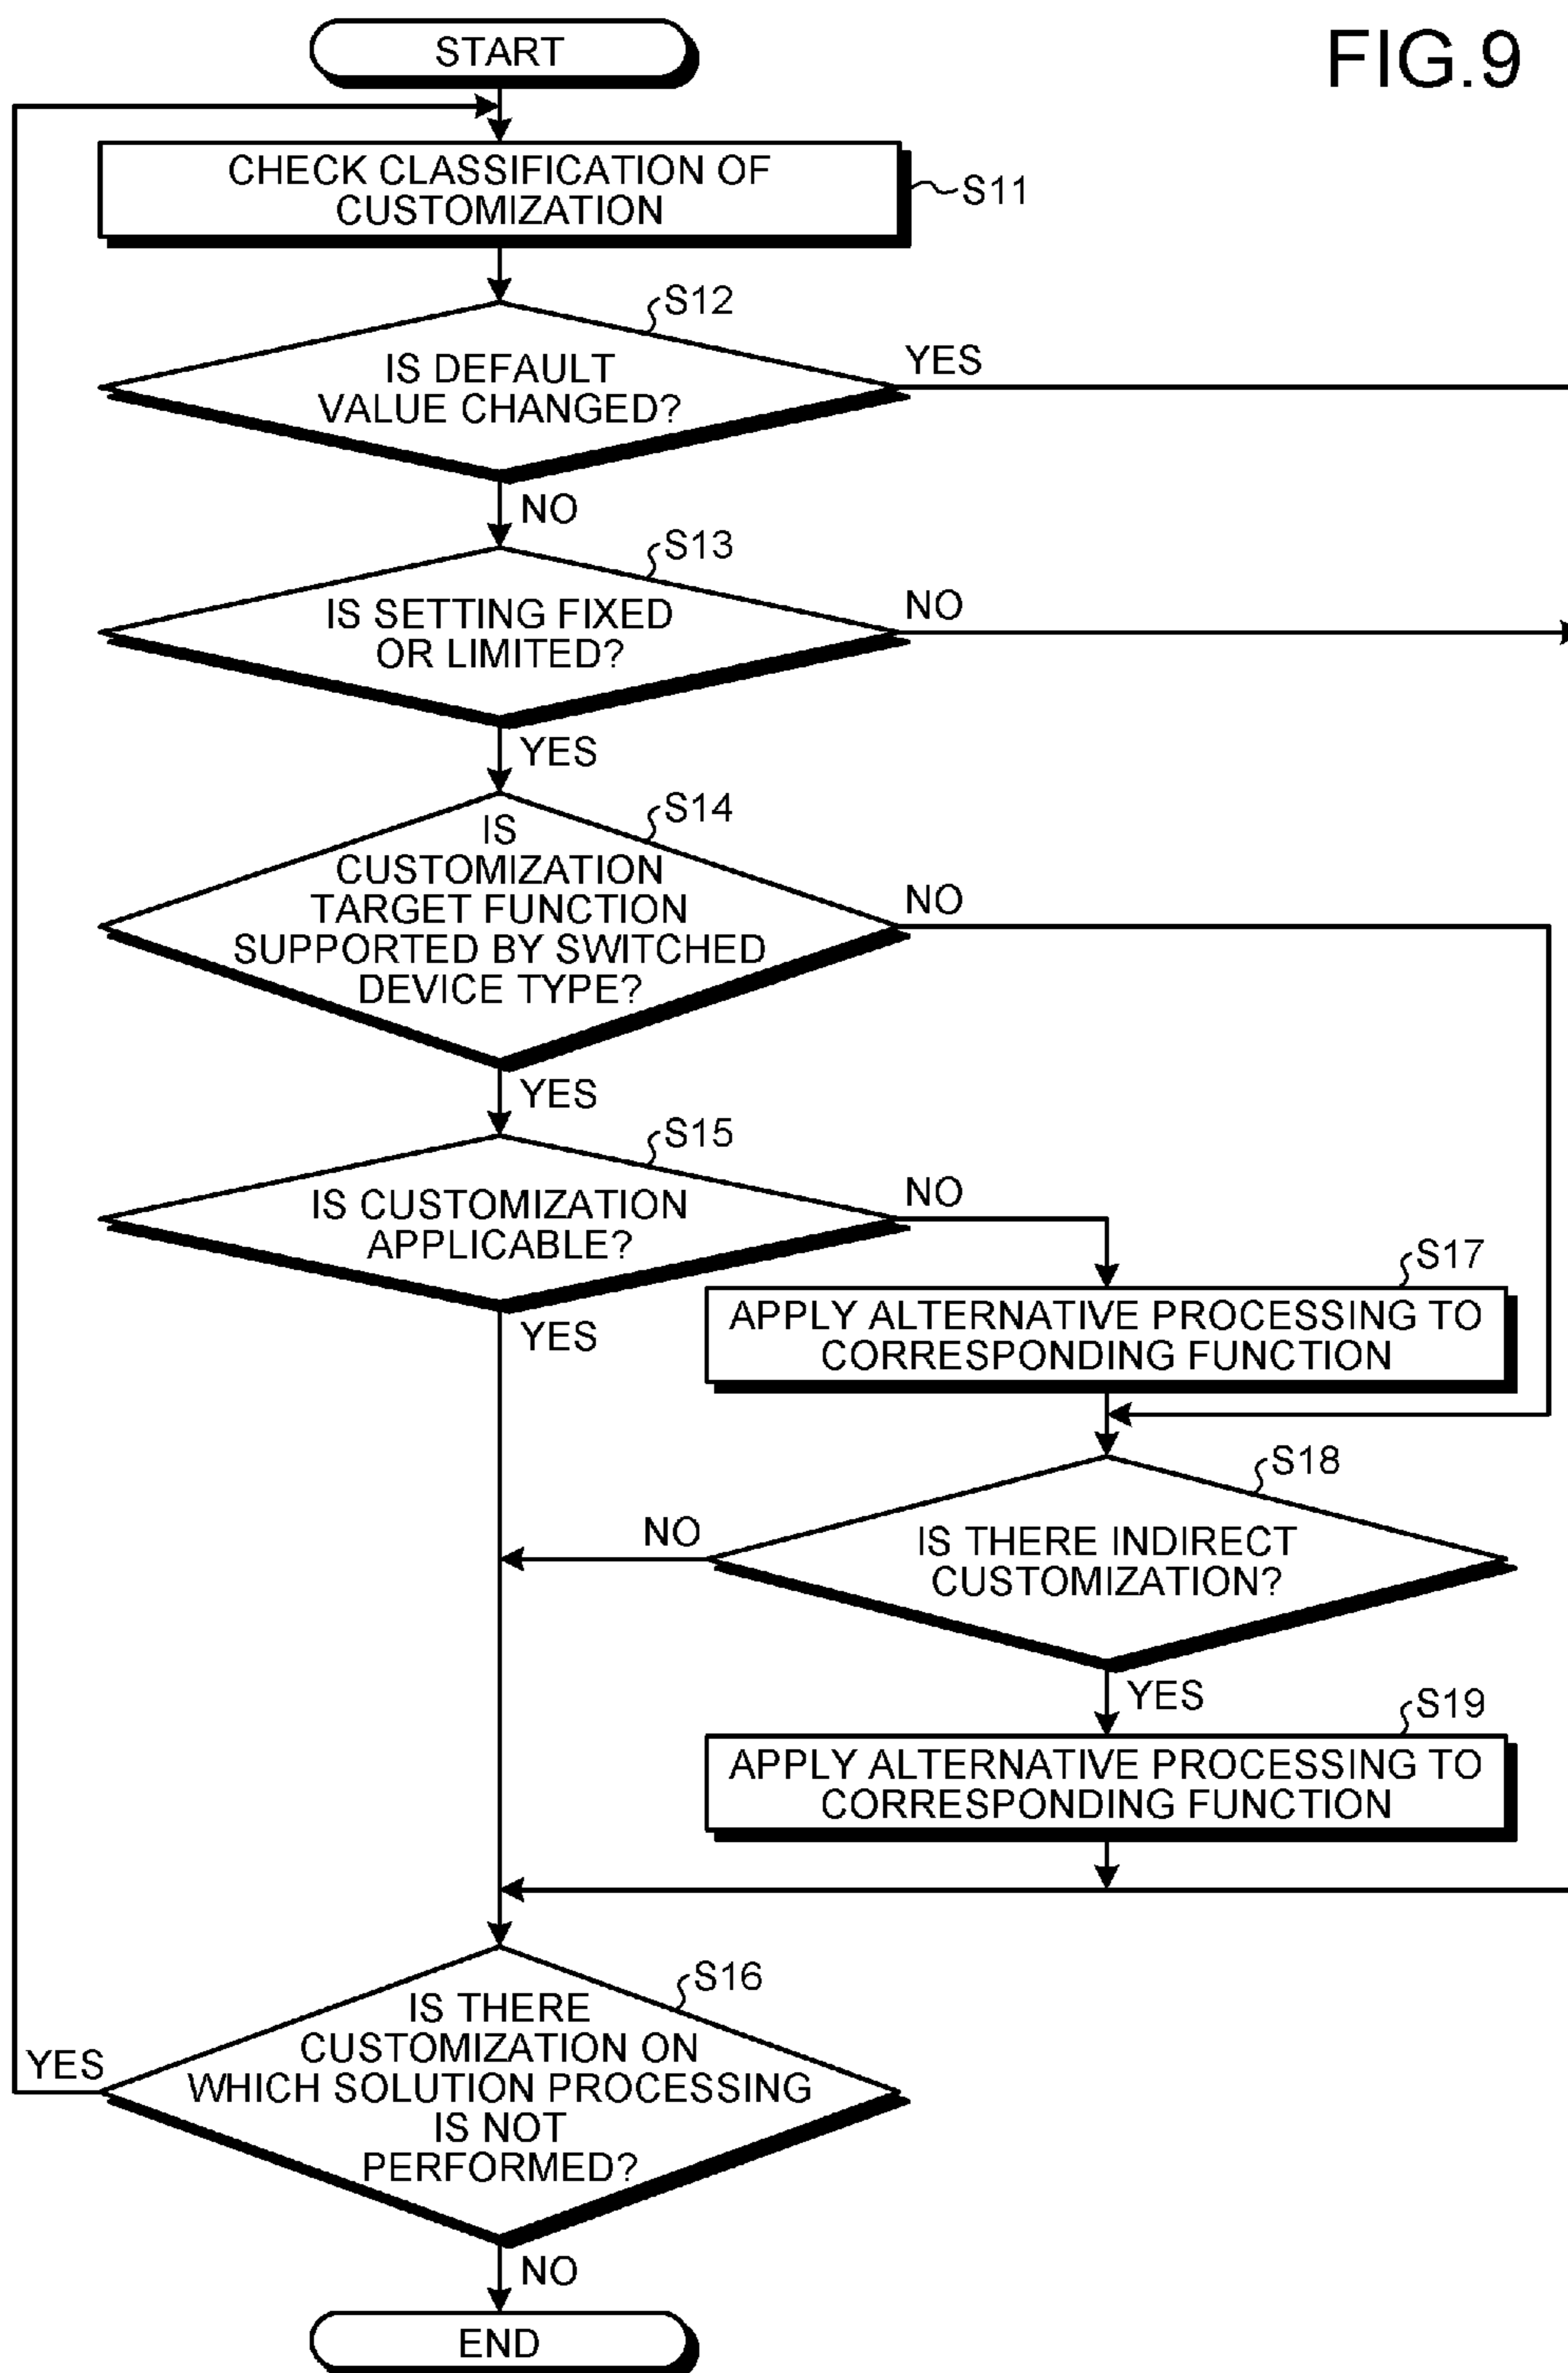 FIG.9
START
CHECK CLASSIFICATION OF
CUSTOMIZATION
S11
S12
IS DEFAULT
VALUE CHANGED?
YES
NO
S13
IS SETTING FIXED
OR LIMITED?
NO
YES
S14
IS
CUSTOMIZATION
TARGET FUNCTION
SUPPORTED BY SWITCHED
DEVICE TYPE?
NO
YES
S15
IS CUSTOMIZATION
APPLICABLE?
NO
YES
S17
APPLY ALTERNATIVE PROCESSING TO
CORRESPONDING FUNCTION
S18
IS THERE INDIRECT
CUSTOMIZATION?
NO
YES
S19
APPLY ALTERNATIVE PROCESSING TO
CORRESPONDING FUNCTION
S16
IS THERE
CUSTOMIZATION ON
WHICH SOLUTION PROCESSING
IS NOT
PERFORMED?
YES
NO
END